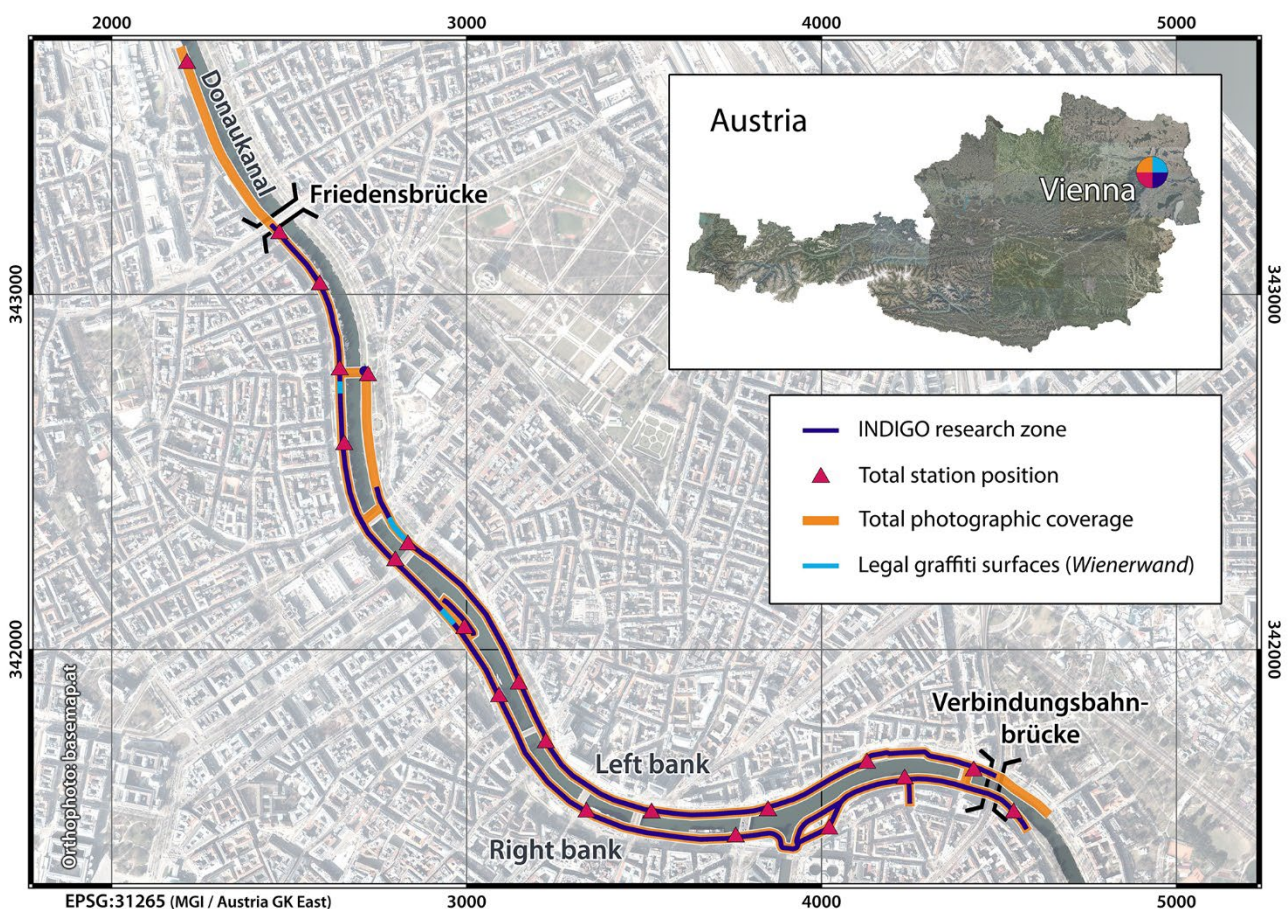 2000 3000 4000 5000
Donaukanal
Friedensbrücke
Austria
Vienna
343000
343000
INDIGO research zone
Total station position
Total photographic coverage
Legal graffiti surfaces (Wienerwand)
342000
342000
Verbindungsbahn-
brücke
Left bank
Right bank
Orthophoto: basemap.at
2000 3000 4000 5000
EPSG:31265 (MGI / Austria GK East)